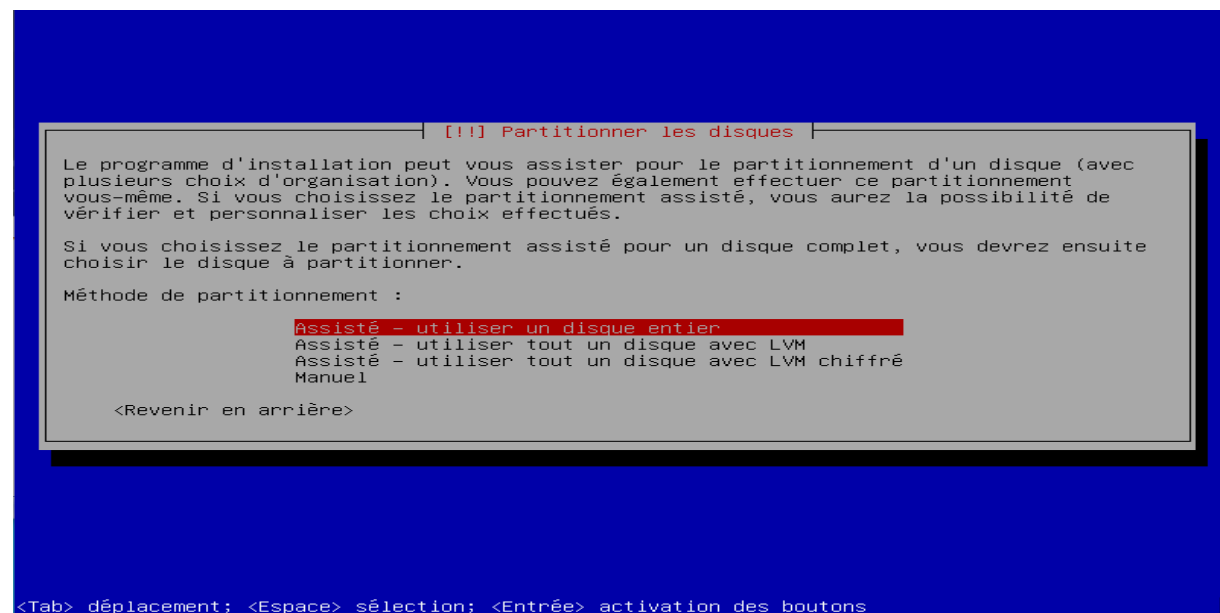 [!!] Partitionner les disques
Le programme d'installation peut vous assister pour le partitionnement d'un disque (avec
plusieurs choix d'organisation). Vous pouvez également effectuer ce partitionnement
vous-même. Si vous choisissez le partitionnement assisté, vous aurez la possibilité de
vérifier et personnaliser les choix effectués.
Si vous choisissez le partitionnement assisté pour un disque complet, vous devrez ensuite
choisir le disque à partitionner.
Méthode de partitionnement :
Assisté – utiliser un disque entier
Assisté – utiliser tout un disque avec LVM
Assisté – utiliser tout un disque avec LVM chiffré
Manuel
<Revenir en arrière>
<Tab> déplacement; <Espace> sélection; <Entrée> activation des boutons